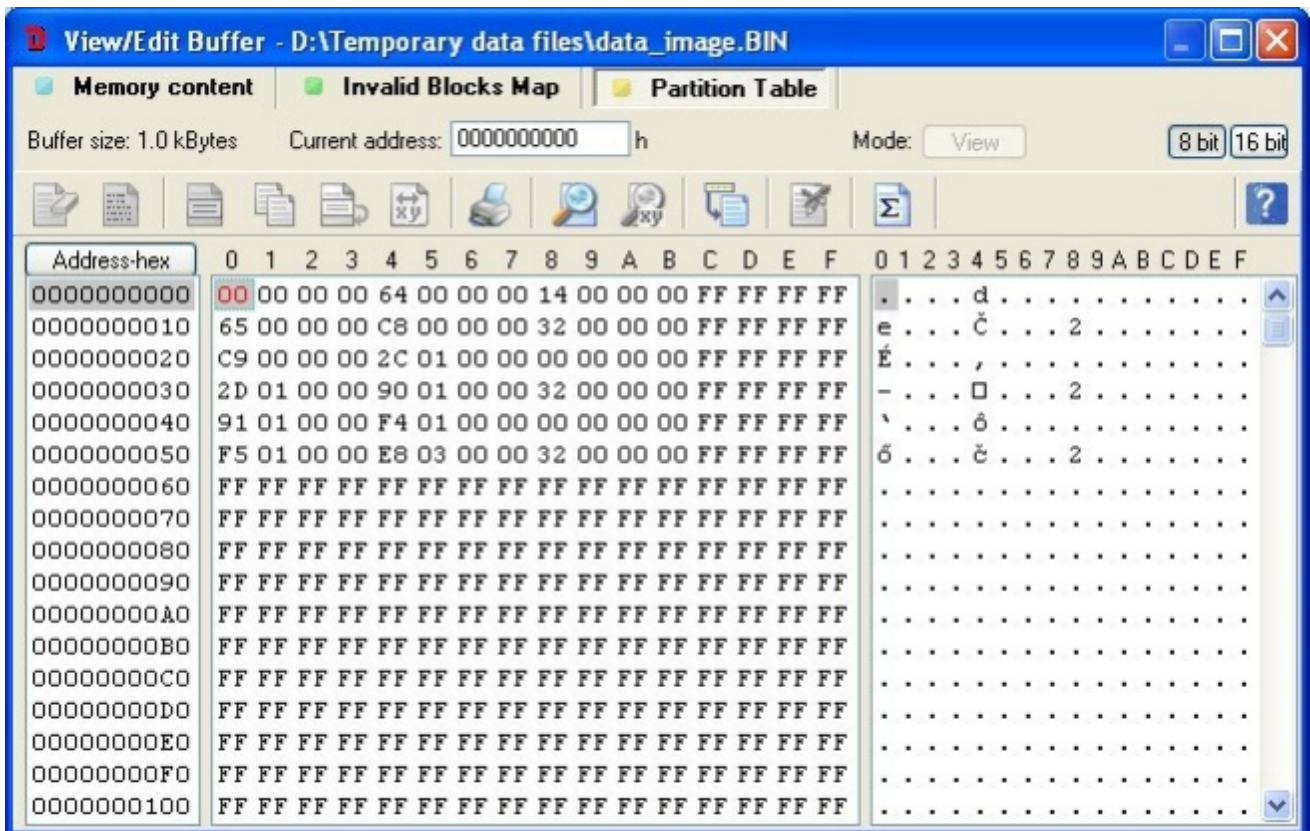 View/Edit Buffer - D:\Temporary data files\data_image.BIN
Memory content Invalid Blocks Map Partition Table
Buffer size: 1.0 kBytes Current address: 0000000000 h Mode: View 8 bit 16 bit
xy xy Σ ?
Address-hex 0 1 2 3 4 5 6 7 8 9 A B C D E F 0 1 2 3 4 5 6 7 8 9 A B C D E F
0000000000 00 00 00 00 64 00 00 00 14 00 00 00 FF FF FF FF . . . . d . . . . . . . . . . .
0000000010 65 00 00 00 C8 00 00 00 32 00 00 00 FF FF FF FF e . . . Č . . . 2 . . . . . . .
0000000020 C9 00 00 00 2C 01 00 00 00 00 00 00 FF FF FF FF É . . . , . . . . . . . . . . .
0000000030 2D 01 00 00 90 01 00 00 32 00 00 00 FF FF FF FF - . . . □ . . . 2 . . . . . . .
0000000040 91 01 00 00 F4 01 00 00 00 00 00 00 FF FF FF FF ‘ . . . ô . . . . . . . . . . .
0000000050 F5 01 00 00 E8 03 00 00 32 00 00 00 FF FF FF FF ő . . . č . . . 2 . . . . . . .
0000000060 FF FF FF FF FF FF FF FF FF FF FF FF FF FF FF FF . . . . . . . . . . . . . . . .
0000000070 FF FF FF FF FF FF FF FF FF FF FF FF FF FF FF FF . . . . . . . . . . . . . . . .
0000000080 FF FF FF FF FF FF FF FF FF FF FF FF FF FF FF FF . . . . . . . . . . . . . . . .
0000000090 FF FF FF FF FF FF FF FF FF FF FF FF FF FF FF FF . . . . . . . . . . . . . . . .
00000000A0 FF FF FF FF FF FF FF FF FF FF FF FF FF FF FF FF . . . . . . . . . . . . . . . .
00000000B0 FF FF FF FF FF FF FF FF FF FF FF FF FF FF FF FF . . . . . . . . . . . . . . . .
00000000C0 FF FF FF FF FF FF FF FF FF FF FF FF FF FF FF FF . . . . . . . . . . . . . . . .
00000000D0 FF FF FF FF FF FF FF FF FF FF FF FF FF FF FF FF . . . . . . . . . . . . . . . .
00000000E0 FF FF FF FF FF FF FF FF FF FF FF FF FF FF FF FF . . . . . . . . . . . . . . . .
00000000F0 FF FF FF FF FF FF FF FF FF FF FF FF FF FF FF FF . . . . . . . . . . . . . . . .
0000000100 FF FF FF FF FF FF FF FF FF FF FF FF FF FF FF FF . . . . . . . . . . . . . . . .